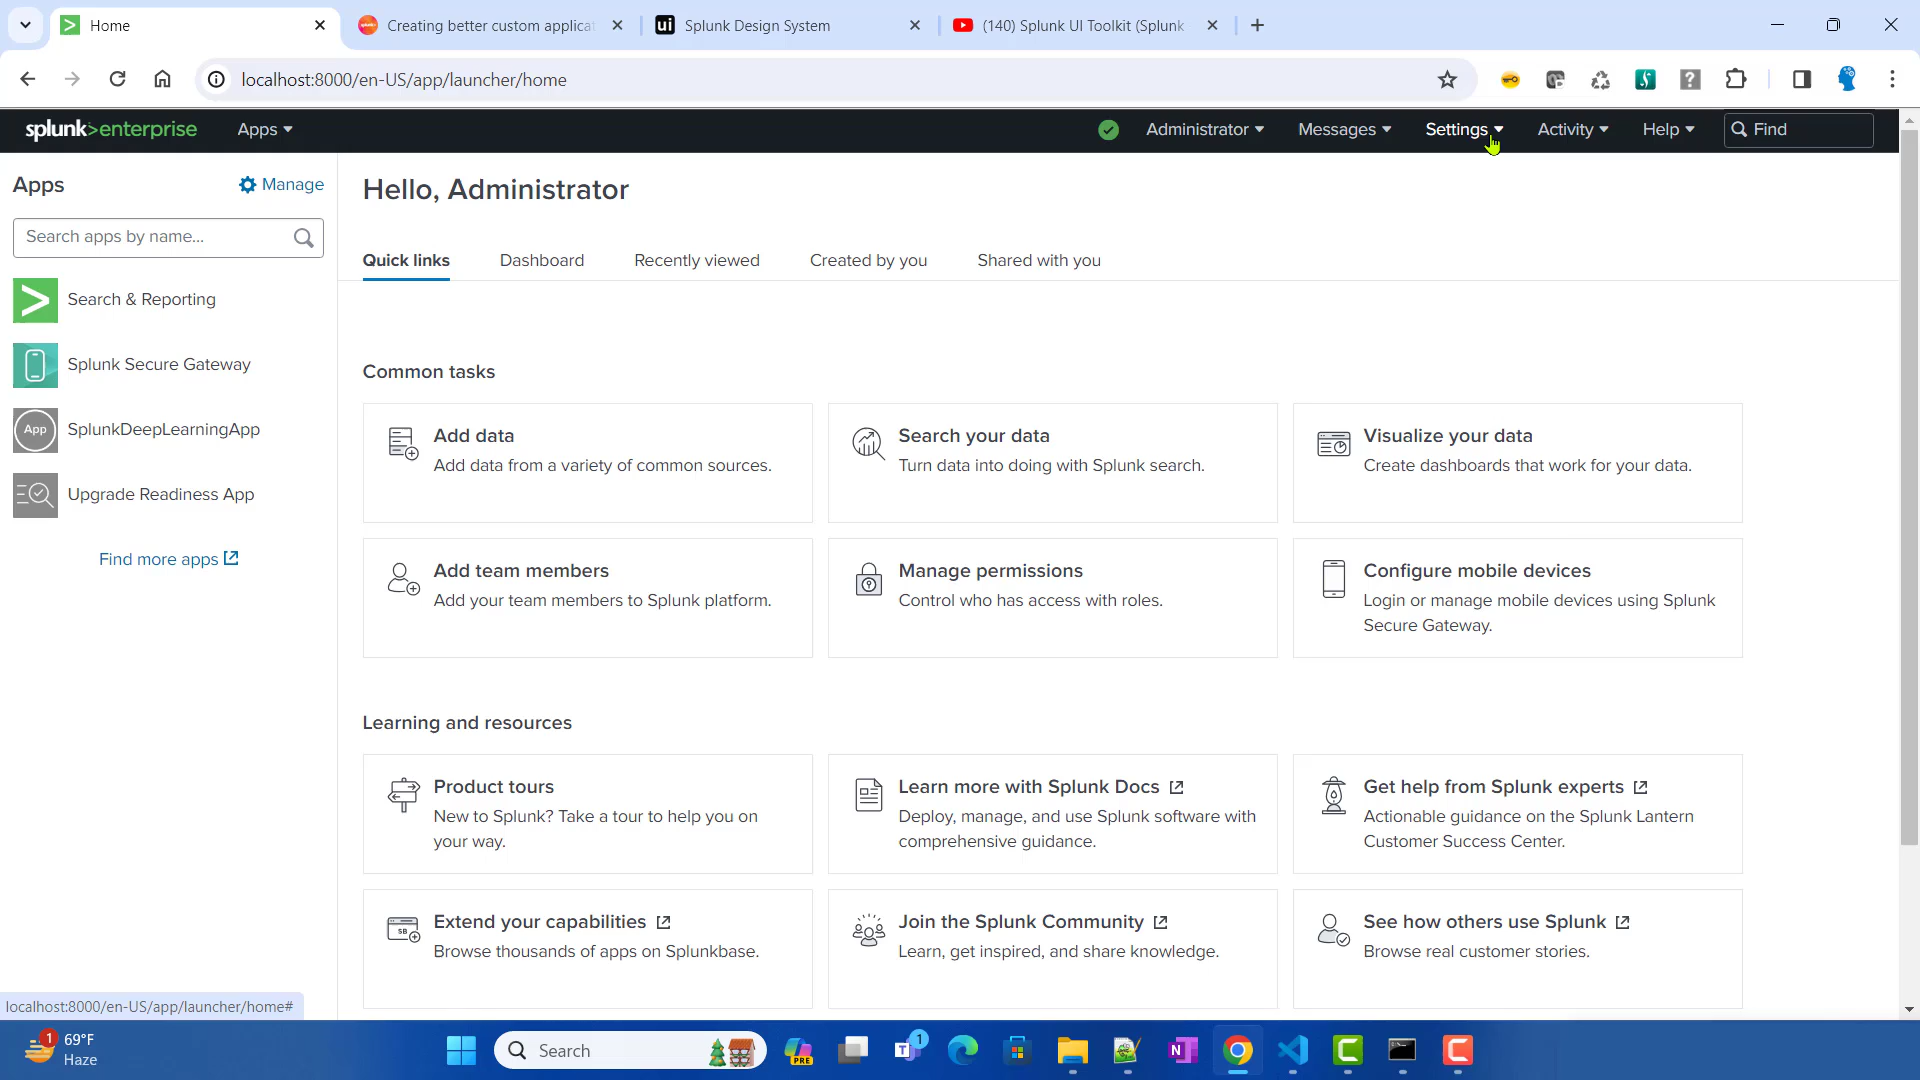 Home
Creating better custom applicat
Splunk Design System
(140) Splunk UI Toolkit (Splunk
localhost:8000/en-US/app/launcher/home
splunk>enterprise
Apps
Administrator
Messages
Settings
Activity
Help
Find
Apps
Manage
Search apps by name...
Search & Reporting
Splunk Secure Gateway
App
SplunkDeepLearningApp
Upgrade Readiness App
Find more apps
Hello, Administrator
Quick links
Dashboard
Recently viewed
Created by you
Shared with you
Common tasks
Add data
Add data from a variety of common sources.
Search your data
Turn data into doing with Splunk search.
Visualize your data
Create dashboards that work for your data.
Add team members
Add your team members to Splunk platform.
Manage permissions
Control who has access with roles.
Configure mobile devices
Login or manage mobile devices using Splunk
Secure Gateway.
Learning and resources
Product tours
New to Splunk? Take a tour to help you on
your way.
Learn more with Splunk Docs
Deploy, manage, and use Splunk software with
comprehensive guidance.
Get help from Splunk experts
Actionable guidance on the Splunk Lantern
Customer Success Center.
SB
Extend your capabilities
Browse thousands of apps on Splunkbase.
Join the Splunk Community
Learn, get inspired, and share knowledge.
See how others use Splunk
Browse real customer stories.
localhost:8000/en-US/app/launcher/home#
1
69°F
Haze
Search
PRE
1